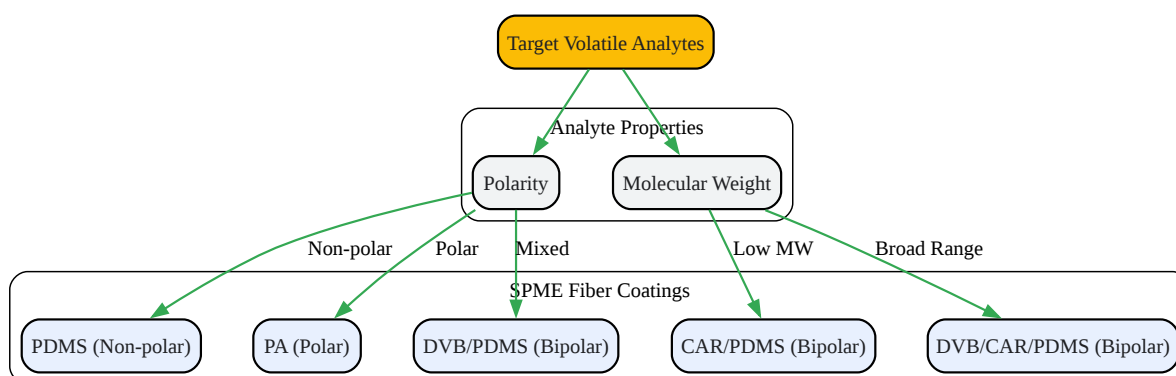 Target Volatile Analytes
Analyte Properties
Polarity
Molecular Weight
Non-polar
Polar
Mixed
Low MW
Broad Range
SPME Fiber Coatings
PDMS (Non-polar)
PA (Polar)
DVB/PDMS (Bipolar)
CAR/PDMS (Bipolar)
DVB/CAR/PDMS (Bipolar)